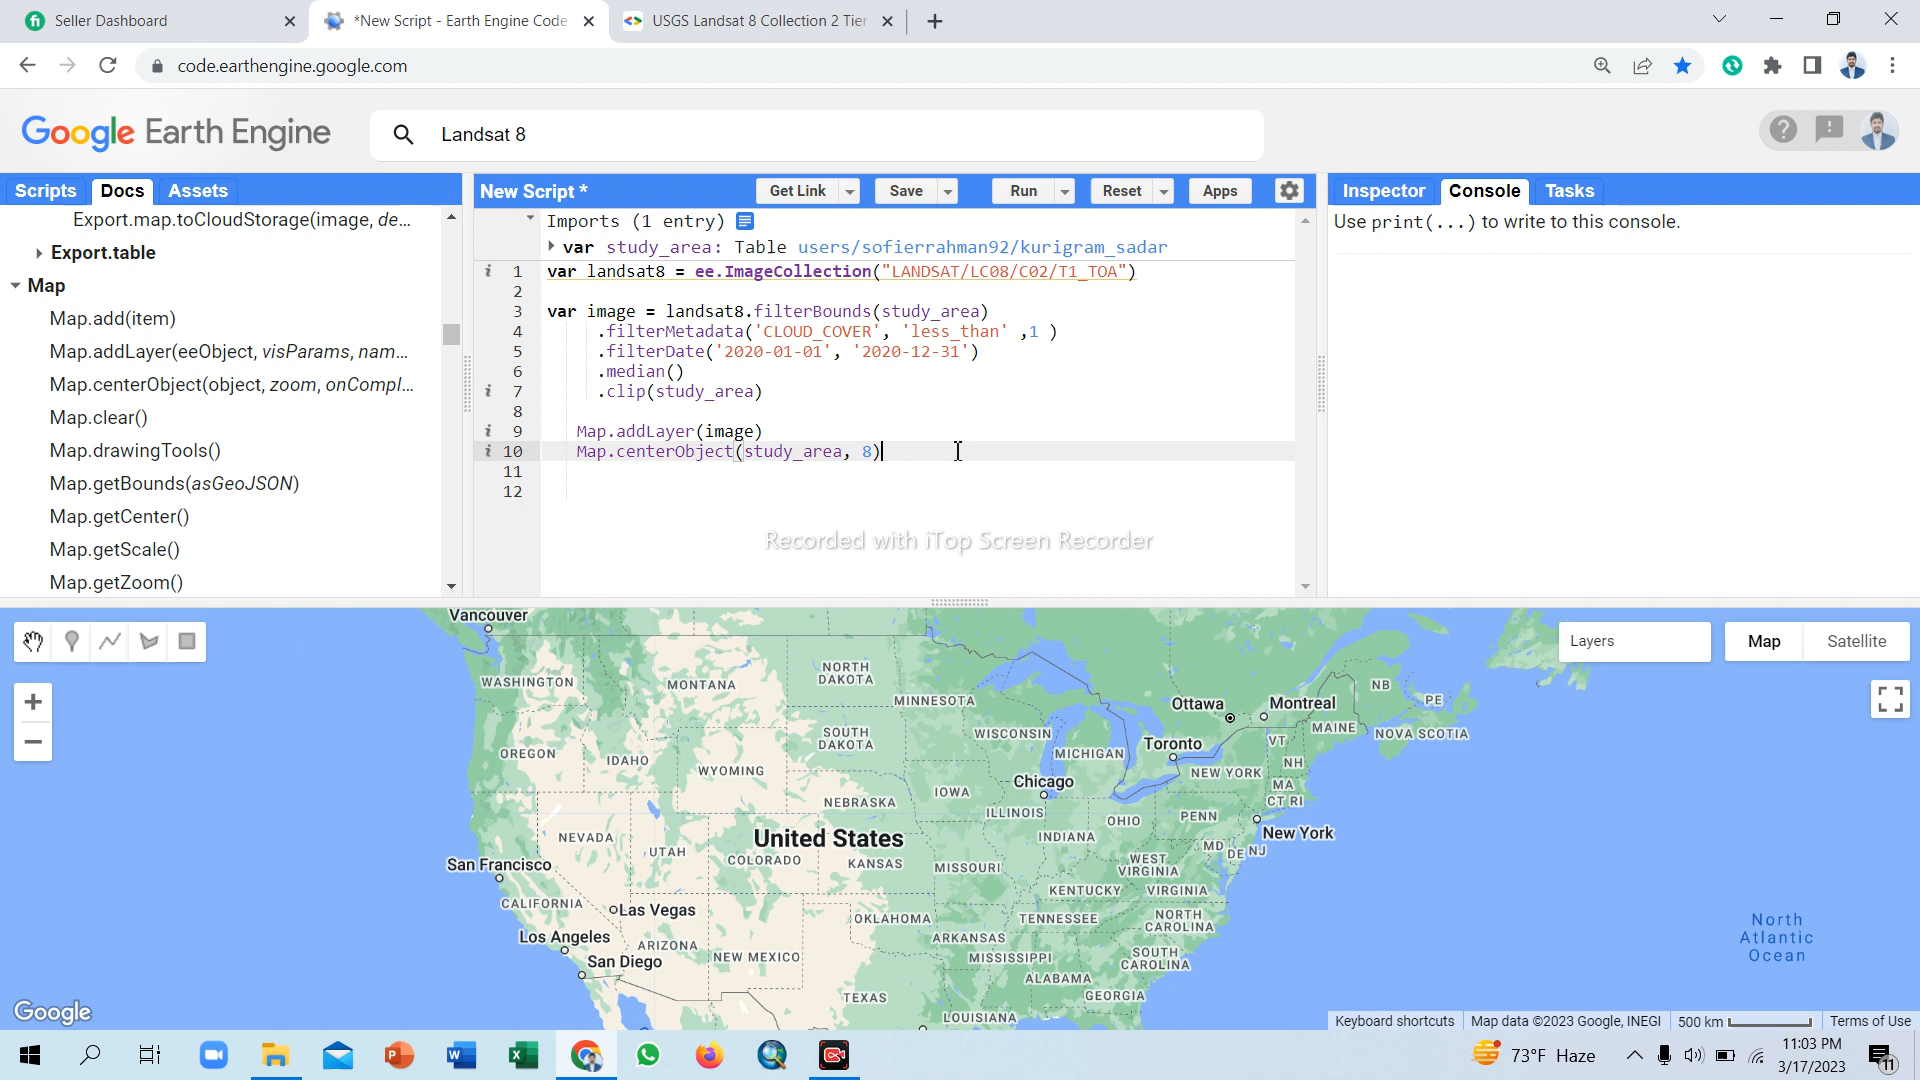 Seller Dashboard
*New Script - Earth Engine Code
USGS Landsat 8 Collection 2 Tier
code.earthengine.google.com
Google Earth Engine
Landsat 8
Scripts Docs Assets
Export.map.toCloudStorage(image, de...
Export.table
Map
Map.add(item)
Map.addLayer(eeObject, visParams, nam...
Map.centerObject(object, zoom, onCompl...
Map.clear()
Map.drawingTools()
Map.getBounds(asGeoJSON)
Map.getCenter()
Map.getScale()
Map.getZoom()
New Script *
Get Link Save Run Reset Apps
Imports (1 entry)
var study_area: Table users/sofierrahman92/kurigram_sadar
i 1 var landsat8 = ee.ImageCollection("LANDSAT/LC08/C02/T1_TOA")
2
3 var image = landsat8.filterBounds(study_area)
4 .filterMetadata('CLOUD_COVER', 'less_than' ,1 )
5 .filterDate('2020-01-01', '2020-12-31')
6 .median()
i 7 .clip(study_area)
8
i 9 Map.addLayer(image)
i 10 Map.centerObject(study_area, 8)
11
12
Recorded with iTop Screen Recorder
Inspector Console Tasks
Use print(...) to write to this console.
Layers
Map Satellite
Vancouver
WASHINGTON
MONTANA
NORTH
DAKOTA
MINNESOTA
Ottawa
Montreal
NB
PE
MAINE
NOVA SCOTIA
OREGON
IDAHO
WYOMING
SOUTH
DAKOTA
WISCONSIN
MICHIGAN
Toronto
VT
NH
NEW YORK
MA
CT RI
Chicago
IOWA
NEBRASKA
ILLINOIS
INDIANA
OHIO
PENN
New York
NEVADA
UTAH
United States
COLORADO
KANSAS
MISSOURI
WEST
VIRGINIA
MD
DE NJ
San Francisco
CALIFORNIA
Las Vegas
KENTUCKY
VIRGINIA
OKLAHOMA
TENNESSEE
NORTH
CAROLINA
Los Angeles
ARIZONA
NEW MEXICO
ARKANSAS
MISSISSIPPI
SOUTH
CAROLINA
San Diego
ALABAMA
GEORGIA
TEXAS
LOUISIANA
North
Atlantic
Ocean
Google
Keyboard shortcuts Map data ©2023 Google, INEGI 500 km Terms of Use
73°F Haze
11:03 PM
3/17/2023
11